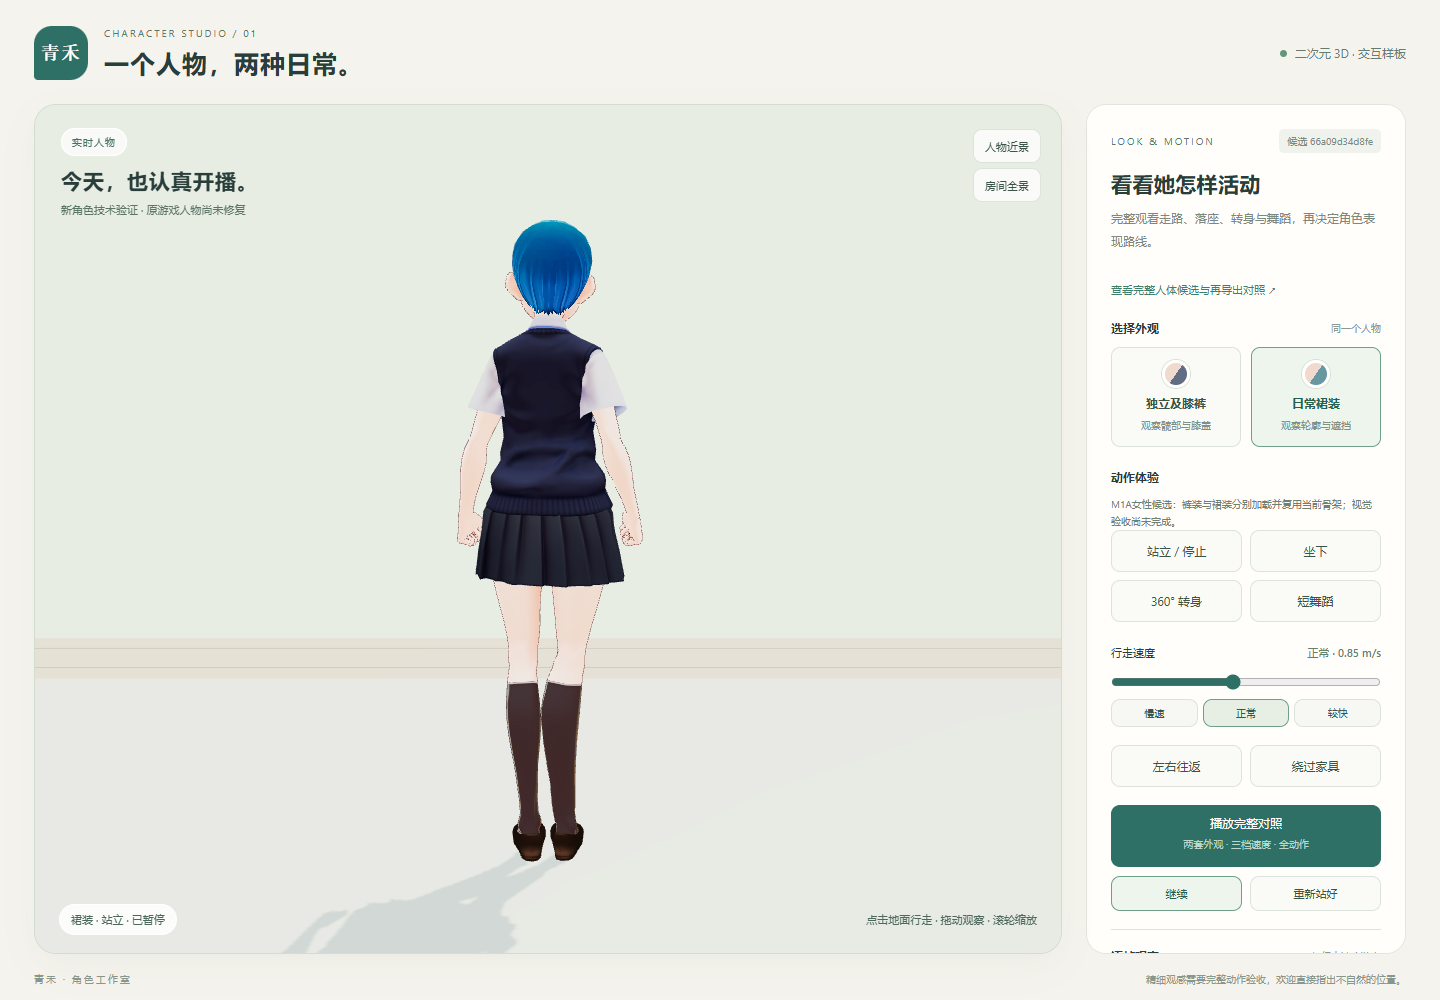 青禾
CHARACTER STUDIO / 01
一个人物，两种日常。
二次元 3D · 交互样板
实时人物
今天，也认真开播。
新角色技术验证 · 原游戏人物尚未修复
人物近景
房间全景
裙装 · 站立 · 已暂停
点击地面行走 · 拖动观察 · 滚轮缩放
LOOK & MOTION
候选 66a09d34d8fe
看看她怎样活动
完整观看走路、落座、转身与舞蹈，再决定角色表
现路线。
查看完整人体候选与再导出对照 ↗
选择外观
同一个人物
独立及膝裤
观察髋部与膝盖
日常裙装
观察轮廓与遮挡
动作体验
M1A女性候选：裤装与裙装分别加载并复用当前骨架；视觉
验收尚未完成。
站立 / 停止
坐下
360° 转身
短舞蹈
行走速度
正常 · 0.85 m/s
慢速
正常
较快
左右往返
绕过家具
播放完整对照
两套外观 · 三档速度 · 全动作
继续
重新站好
青禾 · 角色工作室
精细观感需要完整动作验收，欢迎直接指出不自然的位置。